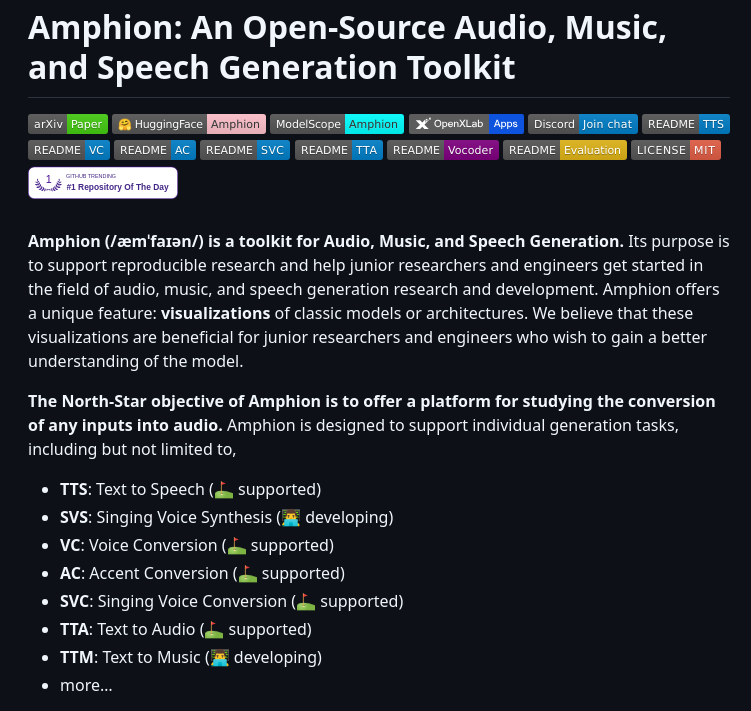 Amphion: An Open-Source Audio, Music,
and Speech Generation Toolkit
arXiv Paper 🤗 HuggingFace Amphion ModelScope Amphion OpenXLab Apps Discord Join chat README TTS
README VC README AC README SVC README TTA README Vocoder README Evaluation LICENSE MIT
1 GITHUB TRENDING
#1 Repository Of The Day
Amphion (/æmˈfaɪən/) is a toolkit for Audio, Music, and Speech Generation. Its purpose is
to support reproducible research and help junior researchers and engineers get started in
the field of audio, music, and speech generation research and development. Amphion offers
a unique feature: visualizations of classic models or architectures. We believe that these
visualizations are beneficial for junior researchers and engineers who wish to gain a better
understanding of the model.
The North-Star objective of Amphion is to offer a platform for studying the conversion
of any inputs into audio. Amphion is designed to support individual generation tasks,
including but not limited to,
• TTS: Text to Speech (⛳ supported)
• SVS: Singing Voice Synthesis (👨‍💻 developing)
• VC: Voice Conversion (⛳ supported)
• AC: Accent Conversion (⛳ supported)
• SVC: Singing Voice Conversion (⛳ supported)
• TTA: Text to Audio (⛳ supported)
• TTM: Text to Music (👨‍💻 developing)
• more…